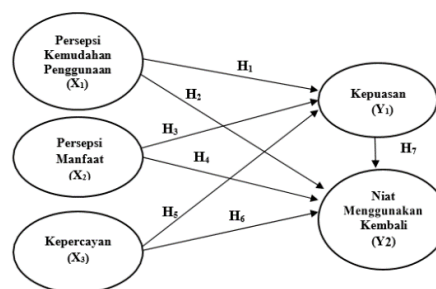 Persepsi
Kemudahan
Penggunaan
(X₁)
H₁
H₂
Kepuasan
(Y₁)
H₃
Persepsi
Manfaat
(X₂)
H₄
H₇
Niat
Menggunakan
Kembali
(Y2)
H₅
H₆
Kepercayan
(X₃)